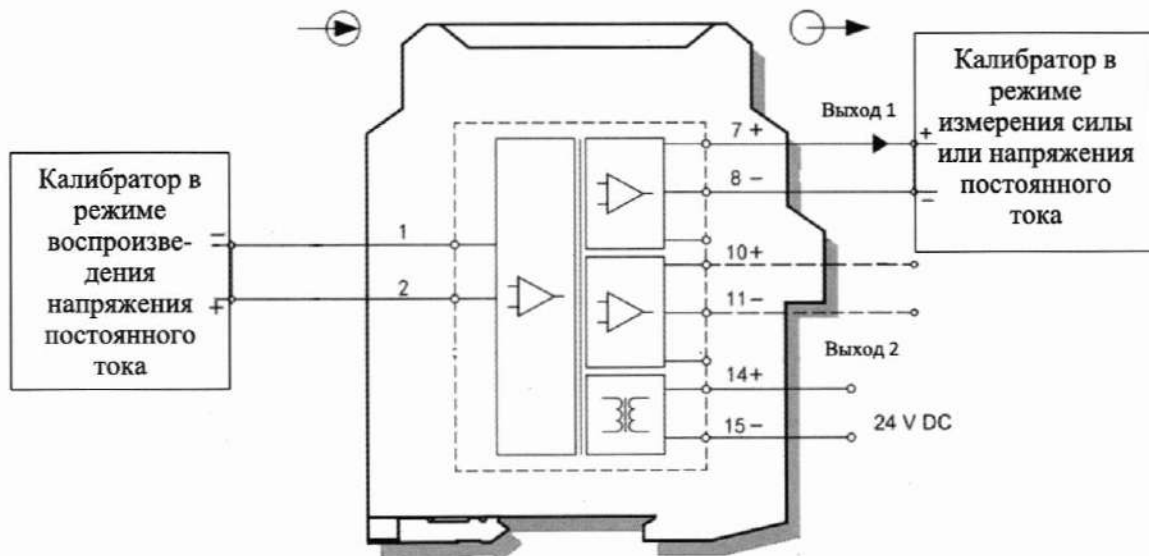 Калибратор в
режиме
воспроизве-
дения
напряжения
постоянного
тока
−
+
1
2
7 +
8 −
10+
11−
14+
15−
Выход 1
Выход 2
24 V DC
+
−
Калибратор в
режиме
измерения силы
или напряжения
постоянного
тока